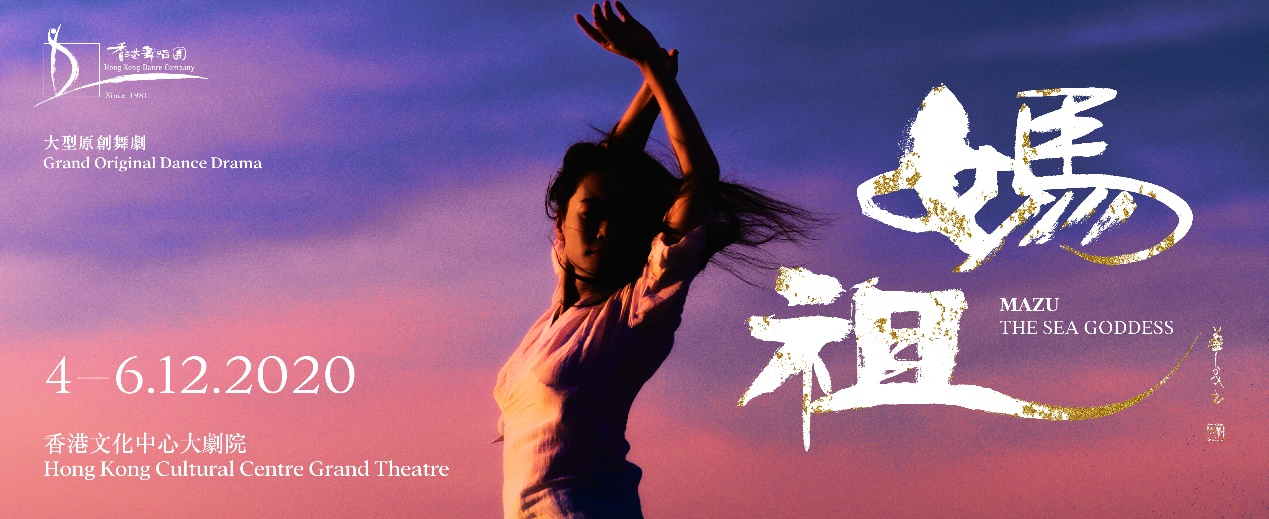 香港舞蹈團
Hong Kong Dance Company
Since 1981
大型原創舞劇
Grand Original Dance Drama
媽
祖
MAZU
THE SEA GODDESS
4—6.12.2020
香港文化中心大劇院
Hong Kong Cultural Centre Grand Theatre